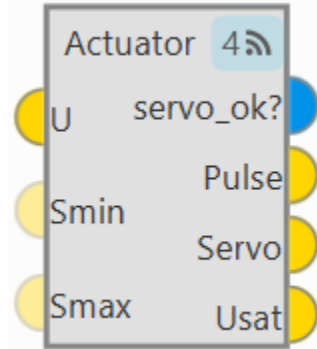 Actuator 4
servo_ok?
U
Pulse
Smin
Servo
Smax
Usat